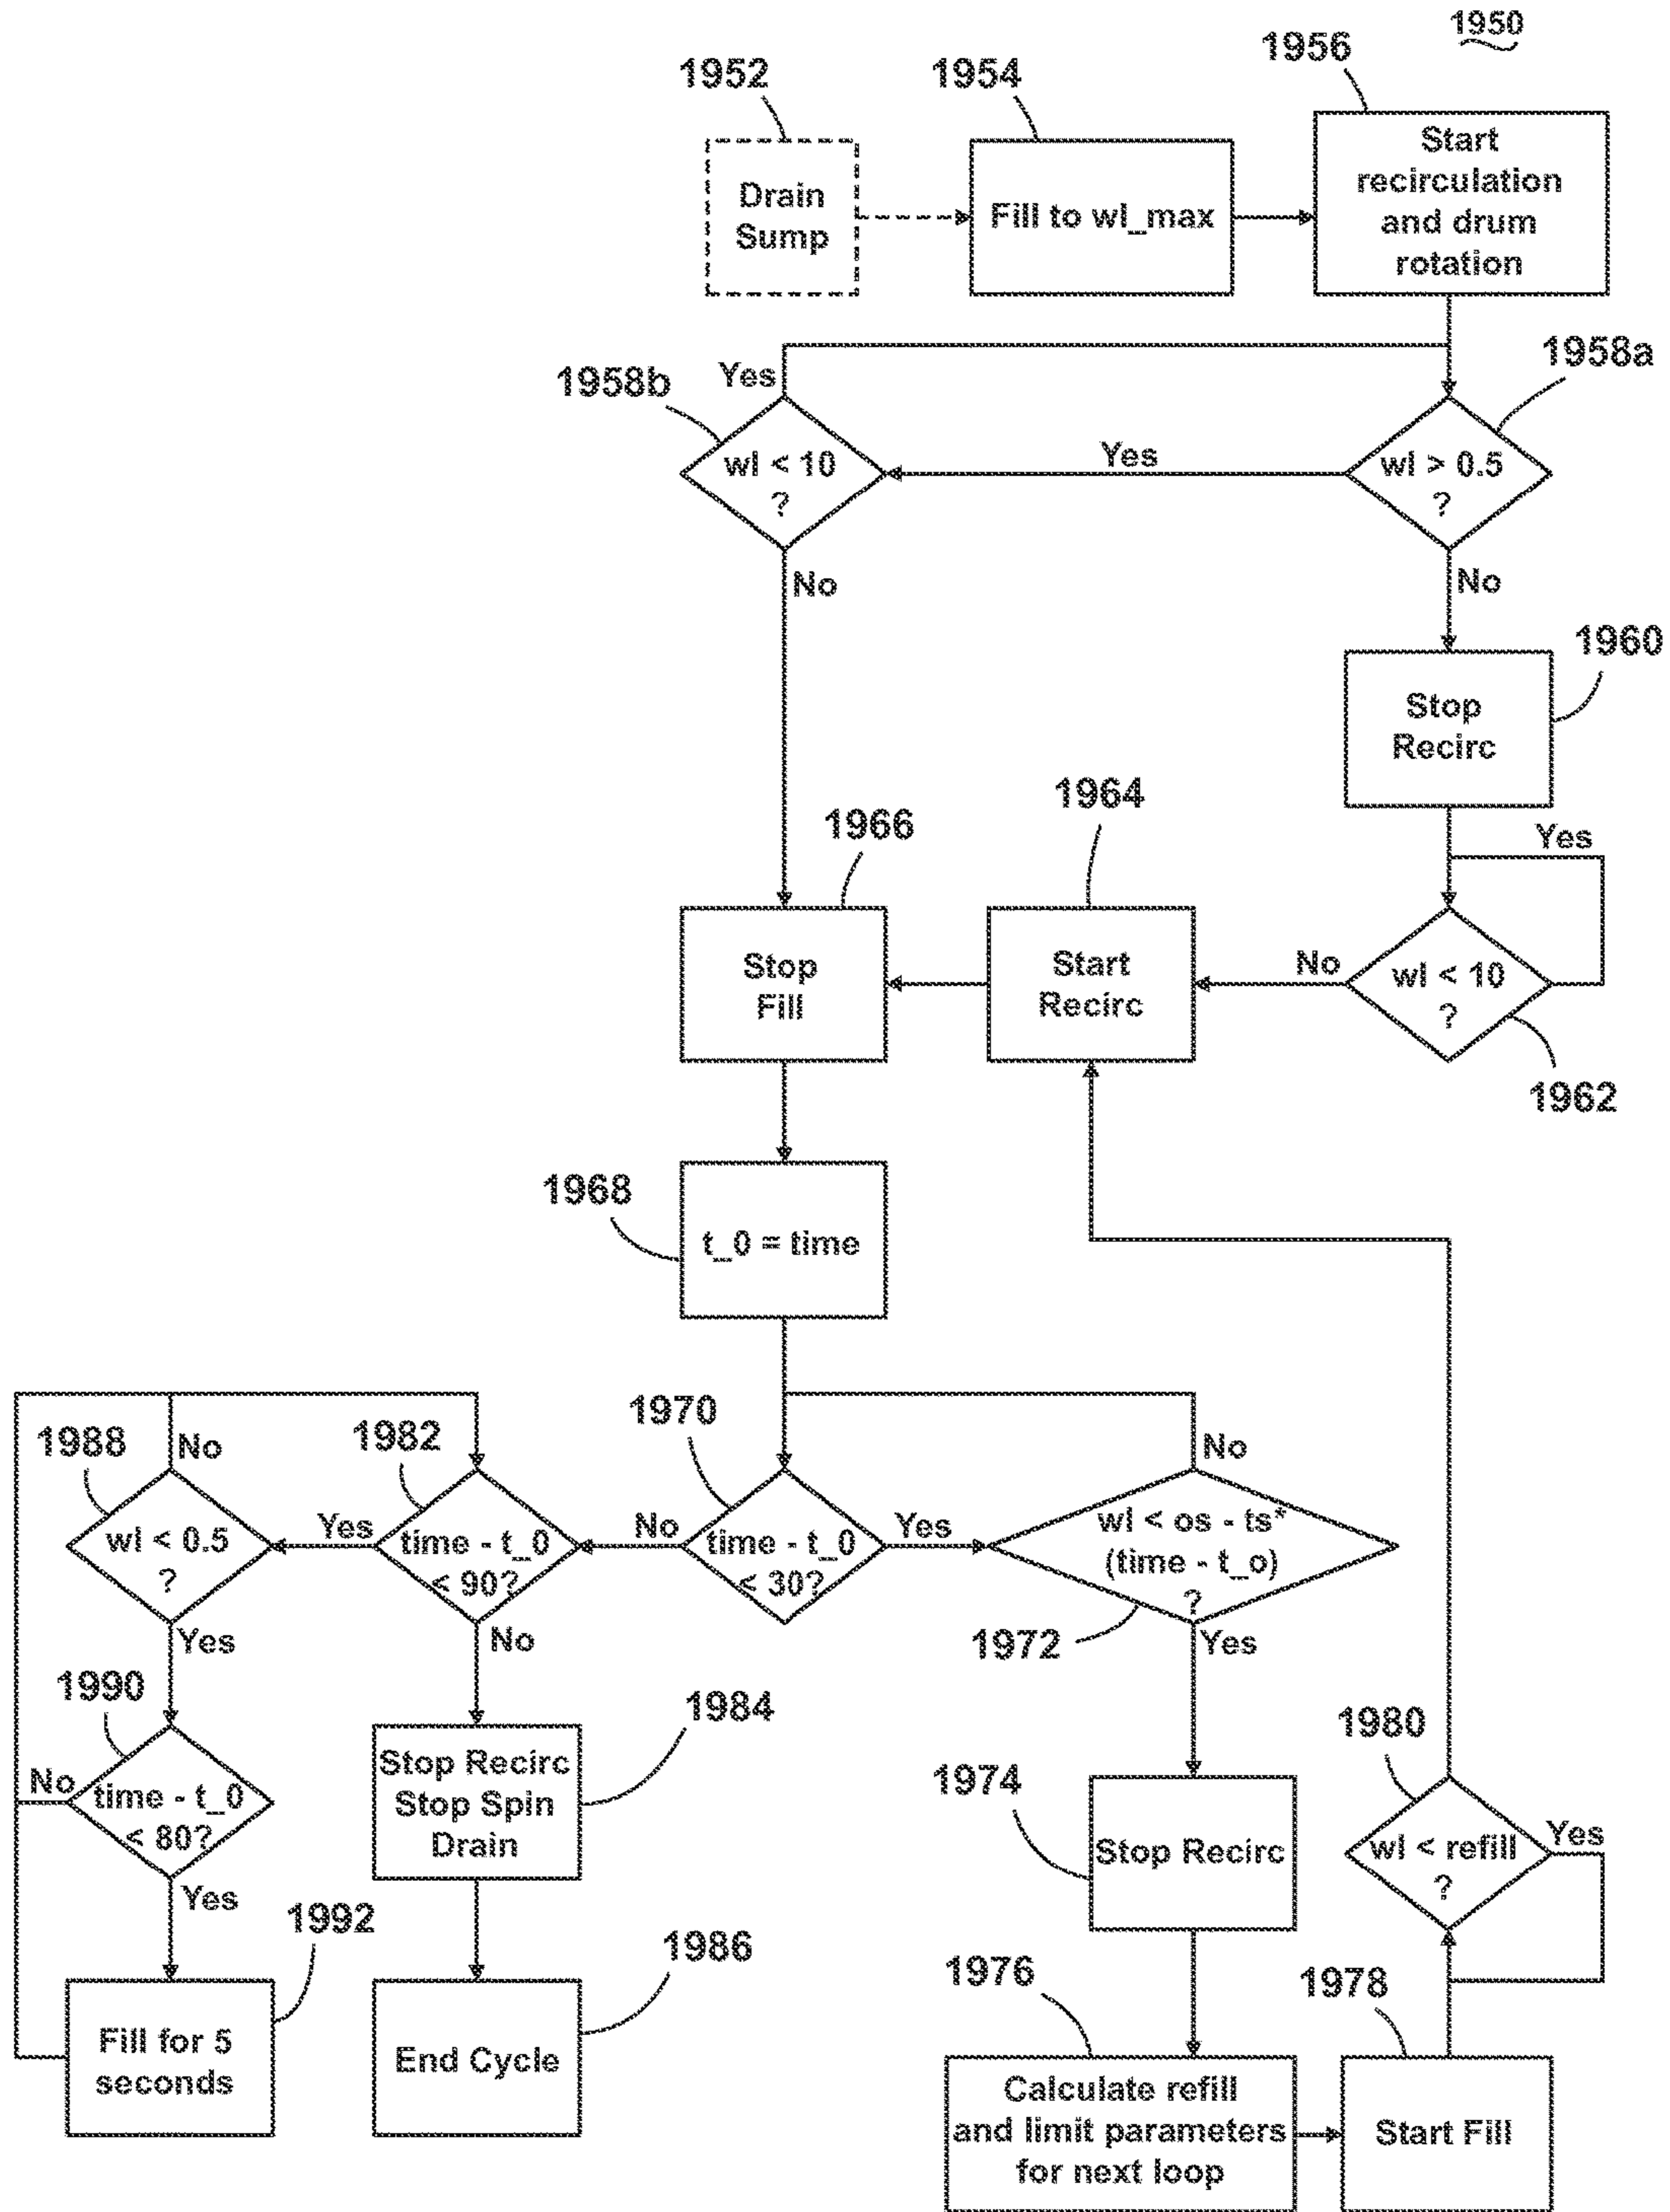 1950
1952
1954
1956
Drain
Sump
Fill to wl_max
Start
recirculation
and drum
rotation
1958b
Yes
1958a
wl < 10
?
Yes
wl > 0.5
?
No
No
1960
Stop
Recirc
1966
1964
Yes
Stop
Fill
Start
Recirc
No
wl < 10
?
1962
1968
t_0 = time
1988
No
1982
1970
No
wl < 0.5
?
Yes
time - t_0
< 90?
No
time - t_0
< 30?
Yes
wl < os - ts*
(time - t_o)
?
1972
Yes
No
Yes
1990
No
time - t_0
< 80?
Yes
1984
Stop Recirc
Stop Spin
Drain
1974
Stop Recirc
1980
wl < refill
?
Yes
1992
Fill for 5
seconds
1986
End Cycle
1976
Calculate refill
and limit parameters
for next loop
1978
Start Fill